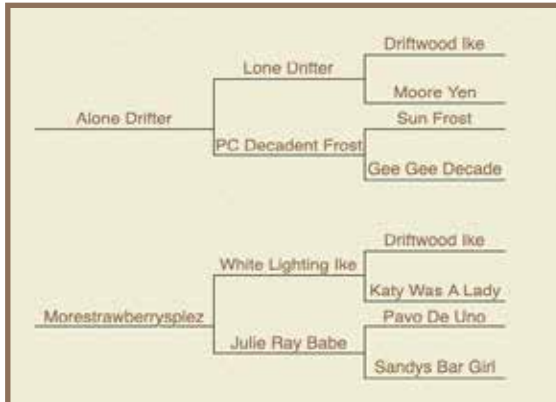 Driftwood Ike
Lone Drifter
Moore Yen
Alone Drifter
Sun Frost
PC Decadent Frost
Gee Gee Decade
Driftwood Ike
White Lighting Ike
Katy Was A Lady
Morestrawberrysplez
Pavo De Uno
Julie Ray Babe
Sandys Bar Girl